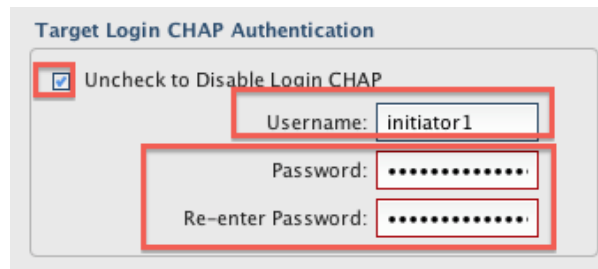 Target Login CHAP Authentication
Uncheck to Disable Login CHAP
Username: initiator1
Password: ••••••••••••••
Re-enter Password: ••••••••••••••